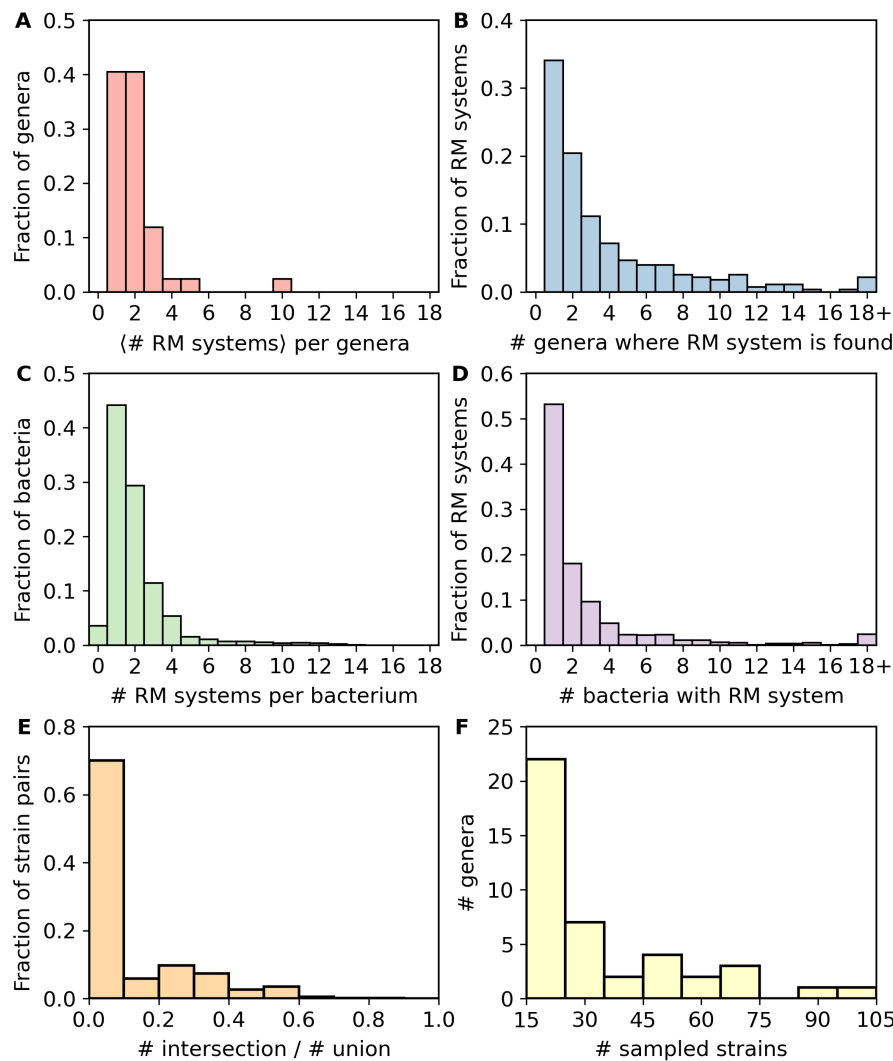 A
B
0.5
0.4
0.3
0.2
0.1
0.0
Fraction of genera
0 2 4 6 8 10 12 14 16 18
⟨# RM systems⟩ per genera
0.4
0.3
0.2
0.1
0.0
Fraction of RM systems
0 2 4 6 8 10 12 14 16 18+
# genera where RM system is found
C
D
0.5
0.4
0.3
0.2
0.1
0.0
Fraction of bacteria
0 2 4 6 8 10 12 14 16 18
# RM systems per bacterium
0.6
0.5
0.4
0.3
0.2
0.1
0.0
Fraction of RM systems
0 2 4 6 8 10 12 14 16 18+
# bacteria with RM system
E
F
0.8
0.6
0.4
0.2
0.0
Fraction of strain pairs
0.0 0.2 0.4 0.6 0.8 1.0
# intersection / # union
25
20
15
10
5
0
# genera
15 30 45 60 75 90 105
# sampled strains